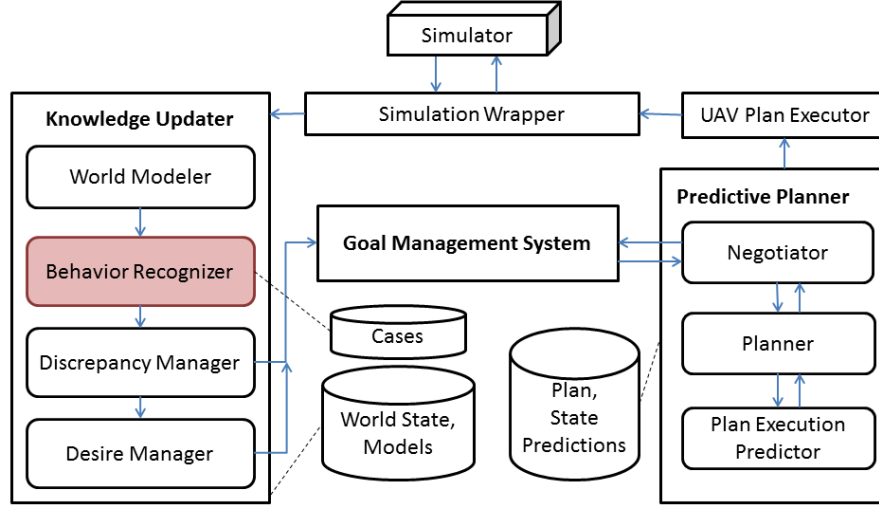 Simulator
Simulation Wrapper
UAV Plan Executor
Knowledge Updater
World Modeler
Behavior Recognizer
Discrepancy Manager
Desire Manager
Goal Management System
Cases
World State,
Models
Plan,
State
Predictions
Predictive Planner
Negotiator
Planner
Plan Execution
Predictor